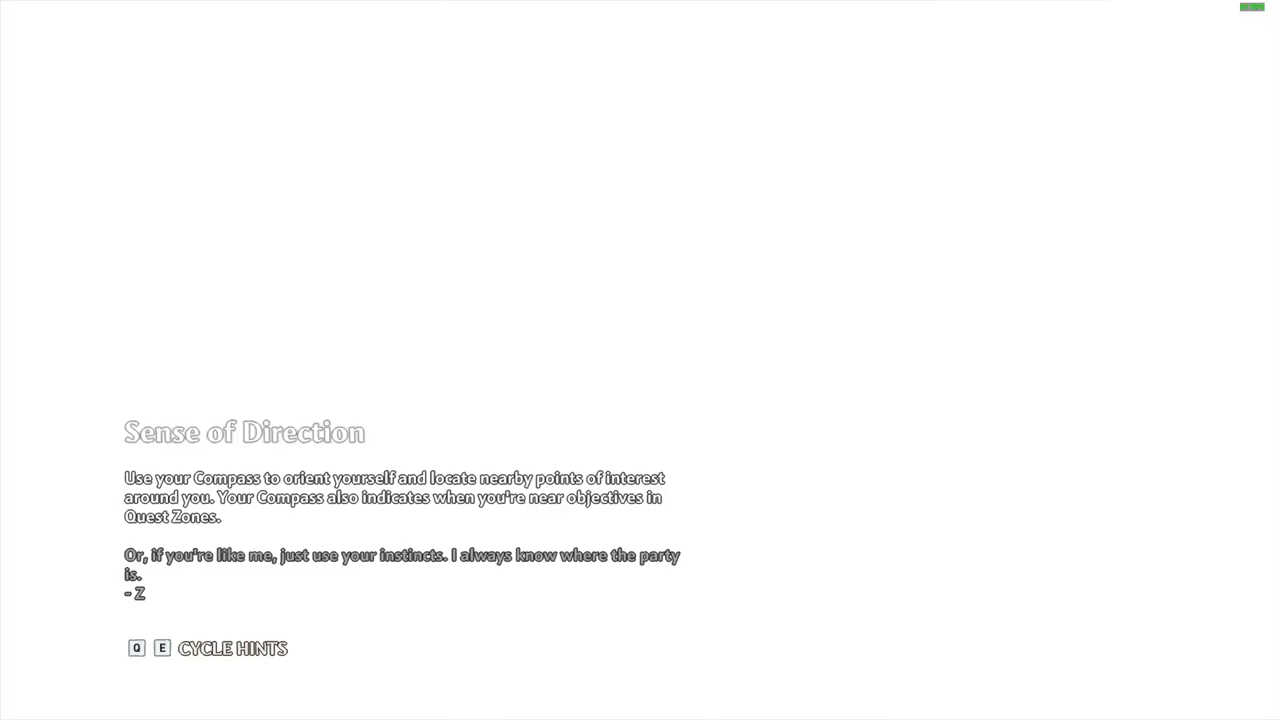 Sense of Direction
Use your Compass to orient yourself and locate nearby points of interest
around you. Your Compass also indicates when you're near objectives in
Quest Zones.
Or, if you're like me, just use your instincts. I always know where the party
is.
- Z
Q E CYCLE HINTS